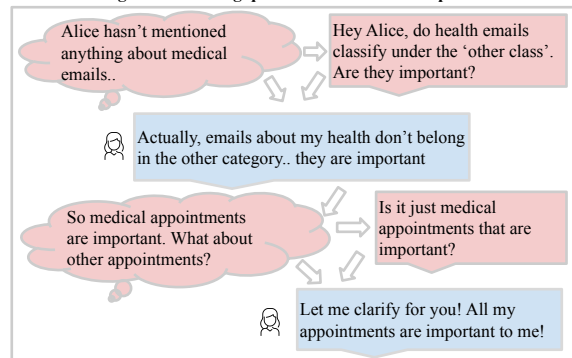 Alice hasn't mentioned
anything about medical
emails..
Hey Alice, do health emails
classify under the 'other class'.
Are they important?
Actually, emails about my health don't belong
in the other category.. they are important
So medical appointments
are important. What about
other appointments?
Is it just medical
appointments that are
important?
Let me clarify for you! All my
appointments are important to me!